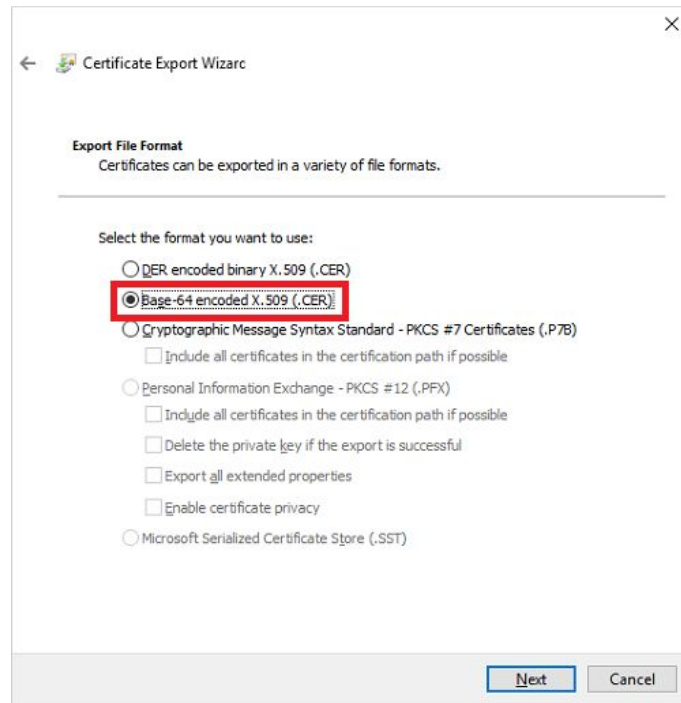 Certificate Export Wizarc
Export File Format
Certificates can be exported in a variety of file formats.
Select the format you want to use:
DER encoded binary X.509 (.CER)
Base-64 encoded X.509 (.CER)
Cryptographic Message Syntax Standard - PKCS #7 Certificates (.P7B)
Include all certificates in the certification path if possible
Personal Information Exchange - PKCS #12 (.PFX)
Include all certificates in the certification path if possible
Delete the private key if the export is successful
Export all extended properties
Enable certificate privacy
Microsoft Serialized Certificate Store (.SST)
Next Cancel